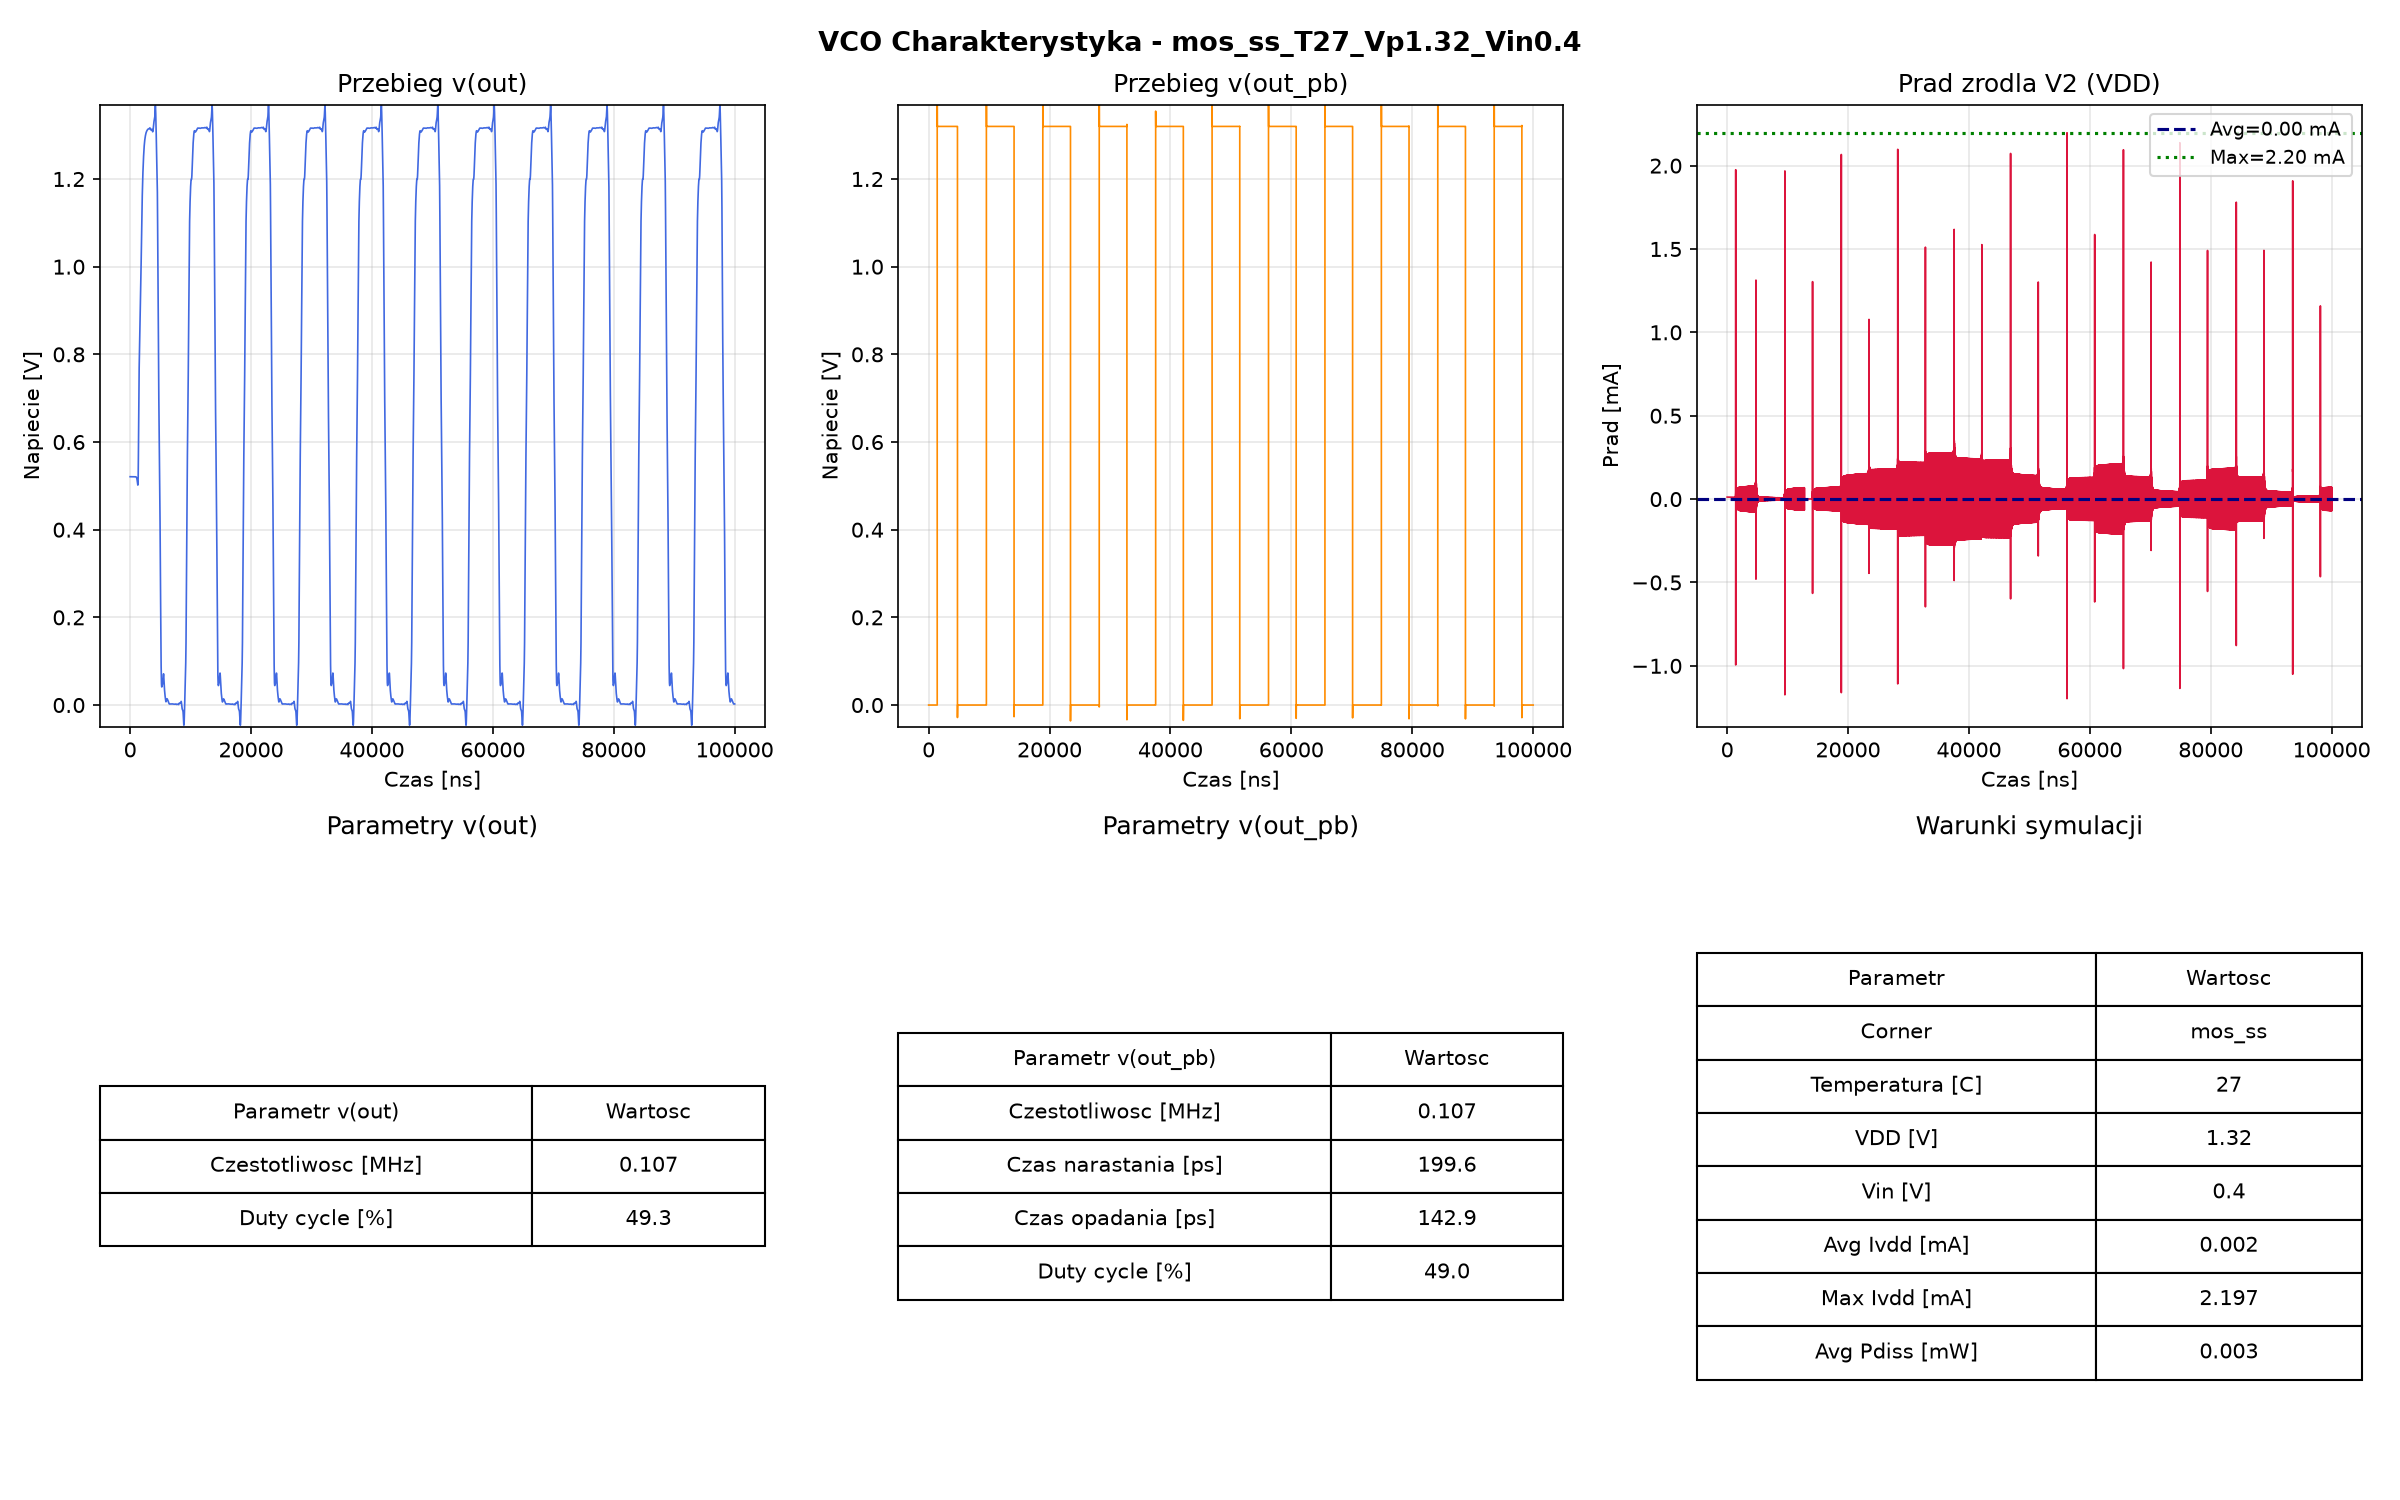 VCO Charakterystyka - mos_ss_T27_Vp1.32_Vin0.4
Przebieg v(out)
Napiecie [V]
1.2
1.0
0.8
0.6
0.4
0.2
0.0
0 20000 40000 60000 80000 100000
Czas [ns]
Przebieg v(out_pb)
Napiecie [V]
1.2
1.0
0.8
0.6
0.4
0.2
0.0
0 20000 40000 60000 80000 100000
Czas [ns]
Prad zrodla V2 (VDD)
Avg=0.00 mA
Max=2.20 mA
Prad [mA]
2.0
1.5
1.0
0.5
0.0
−0.5
−1.0
0 20000 40000 60000 80000 100000
Czas [ns]
Parametry v(out)
Parametr v(out) Wartosc
Czestotliwosc [MHz] 0.107
Duty cycle [%] 49.3
Parametry v(out_pb)
Parametr v(out_pb) Wartosc
Czestotliwosc [MHz] 0.107
Czas narastania [ps] 199.6
Czas opadania [ps] 142.9
Duty cycle [%] 49.0
Warunki symulacji
Parametr Wartosc
Corner mos_ss
Temperatura [C] 27
VDD [V] 1.32
Vin [V] 0.4
Avg Ivdd [mA] 0.002
Max Ivdd [mA] 2.197
Avg Pdiss [mW] 0.003